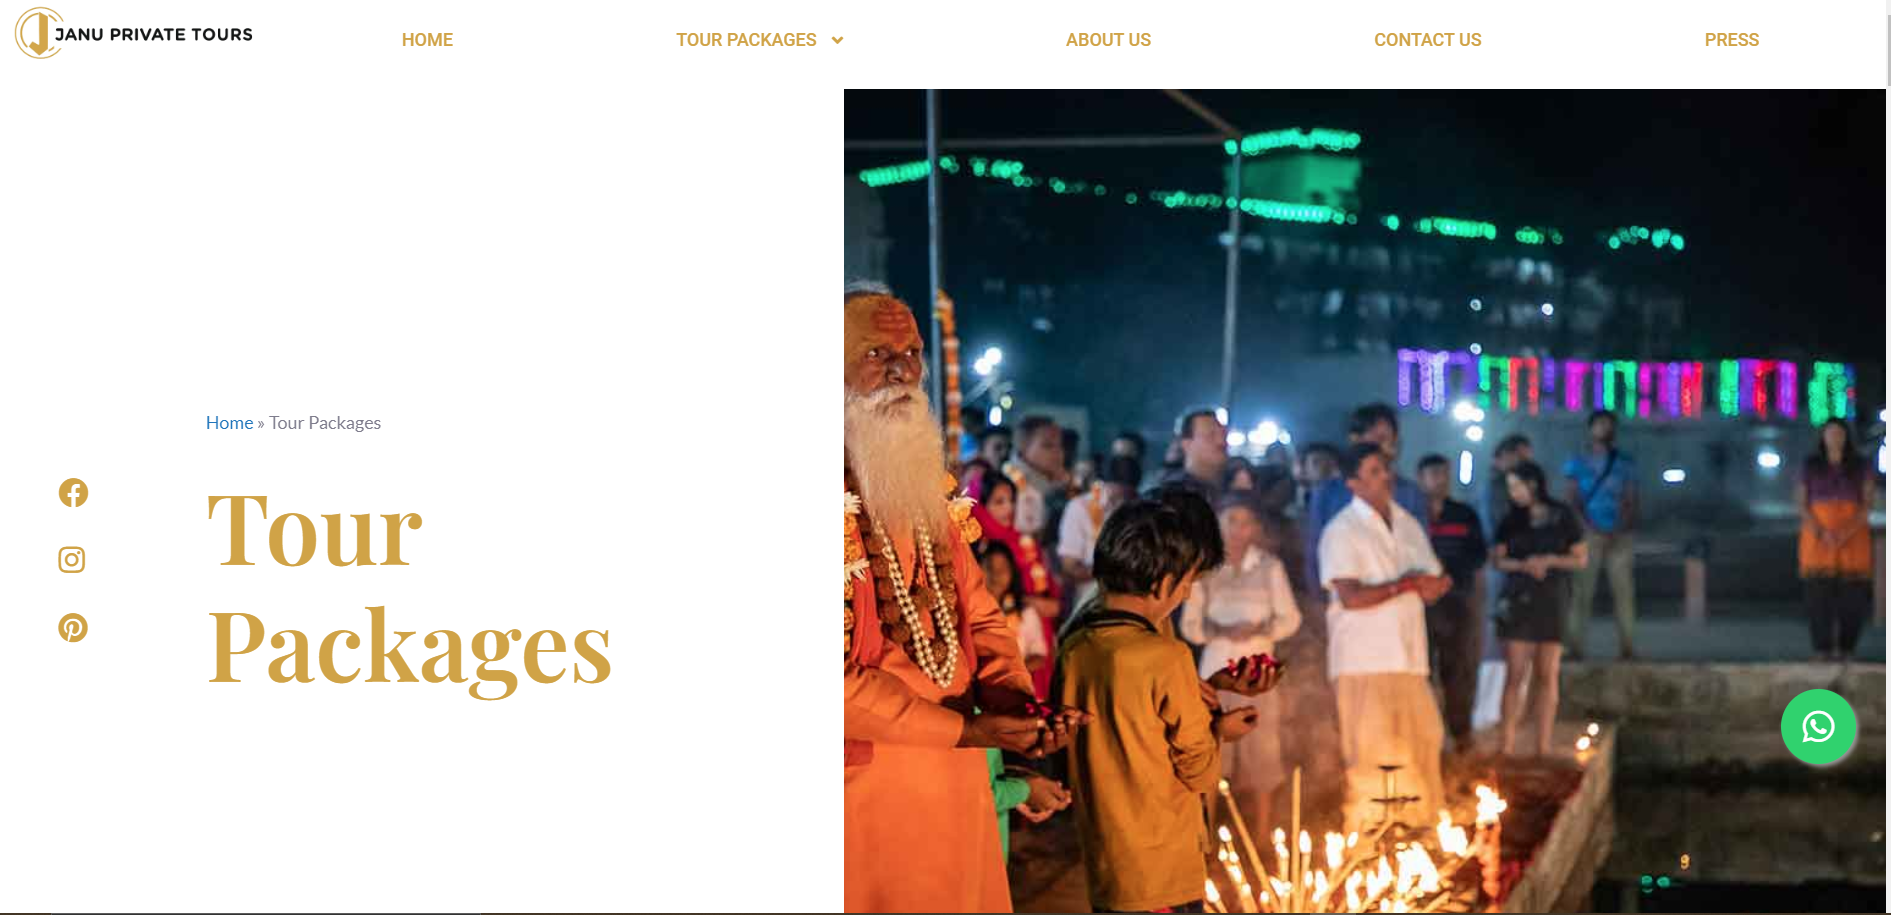 JANU PRIVATE TOURS
HOME
TOUR PACKAGES
ABOUT US
CONTACT US
PRESS
Home » Tour Packages
Tour
Packages